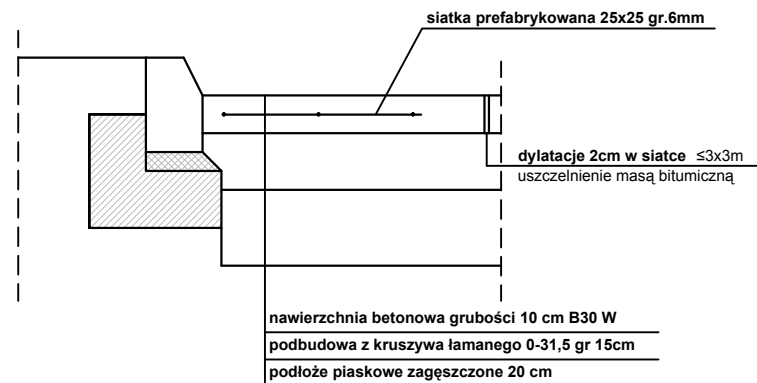 siatka prefabrykowana 25x25 gr.6mm
dylatacje 2cm w siatce ≤3x3m
uszczelnienie masą bitumiczną
nawierzchnia betonowa grubości 10 cm B30 W
podbudowa z kruszywa łamanego 0-31,5 gr 15cm
podłoże piaskowe zagęszczone 20 cm